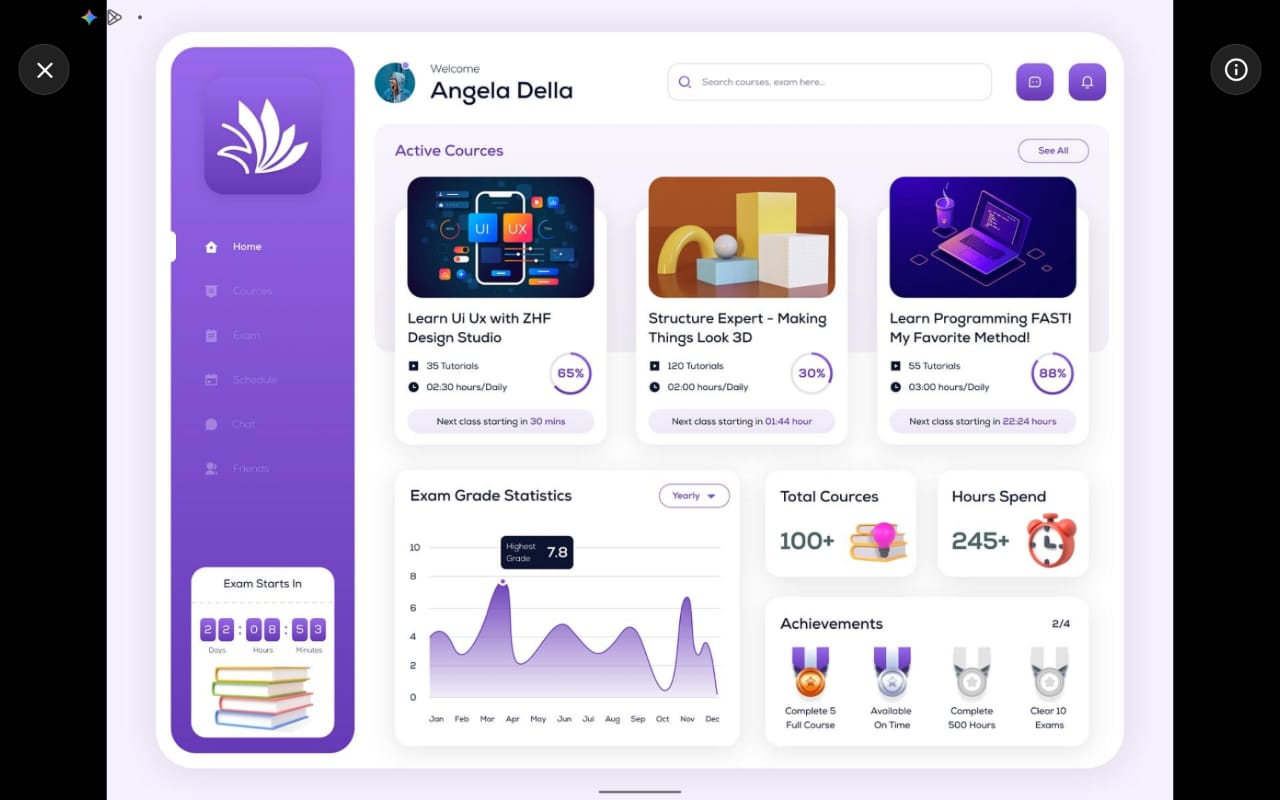 Home
Cources
Exam
Schedule
Chat
Friends
Exam Starts In
2 2 : 0 8 : 5 3
Days Hours Minutes
Welcome
Angela Della
Search courses, exam here...
Active Cources
See All
UI UX
Learn Ui Ux with ZHF
Design Studio
35 Tutorials
02:30 hours/Daily
65%
Next class starting in 30 mins
Structure Expert - Making
Things Look 3D
120 Tutorials
02:00 hours/Daily
30%
Next class starting in 01:44 hour
Learn Programming FAST!
My Favorite Method!
55 Tutorials
03:00 hours/Daily
88%
Next class starting in 22:24 hours
Exam Grade Statistics
Yearly
Highest
Grade
7.8
10
8
6
4
2
0
Jan Feb Mar Apr May Jun Jul Aug Sep Oct Nov Dec
Total Cources
100+
Hours Spend
245+
Achievements
2/4
Complete 5
Full Course
Available
On Time
Complete
500 Hours
Clear 10
Exams